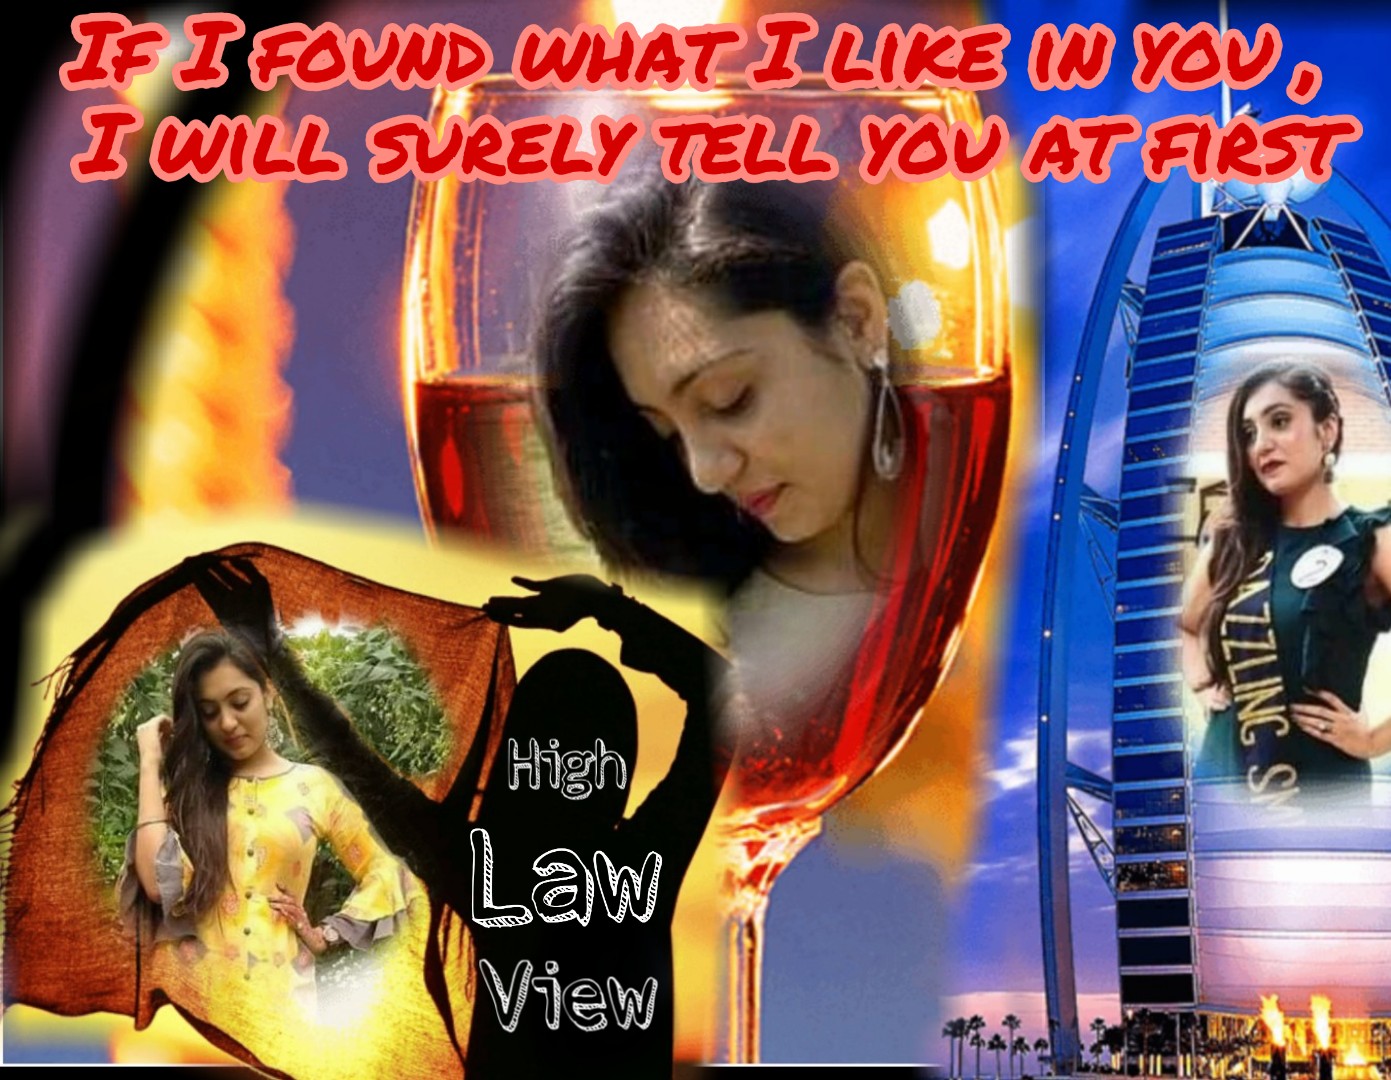 If I found what I like in you ,
I will surely tell you at first
High
Law
View